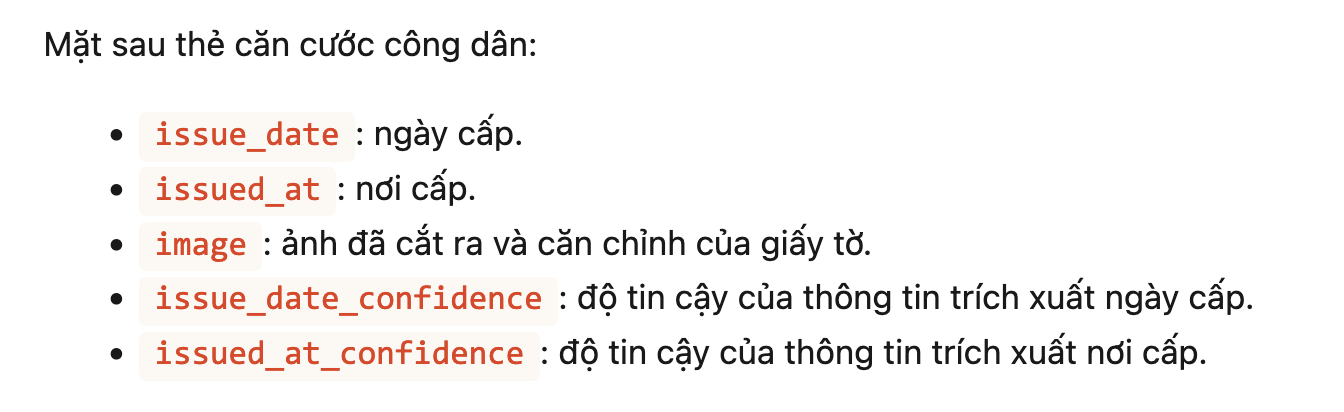 Mặt sau thẻ căn cước công dân:
• issue_date : ngày cấp.
• issued_at : nơi cấp.
• image : ảnh đã cắt ra và căn chỉnh của giấy tờ.
• issue_date_confidence : độ tin cậy của thông tin trích xuất ngày cấp.
• issued_at_confidence : độ tin cậy của thông tin trích xuất nơi cấp.